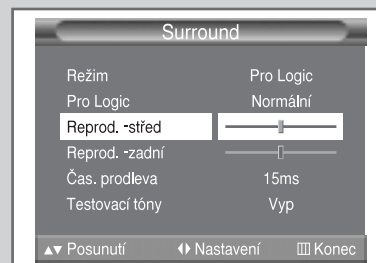 Surround
Režim Pro Logic
Pro Logic Normální
Reprod. -střed
Reprod. -zadní
Čas. prodleva 15ms
Testovací tóny Vyp
▲▼ Posunutí ◀▶ Nastavení Konec